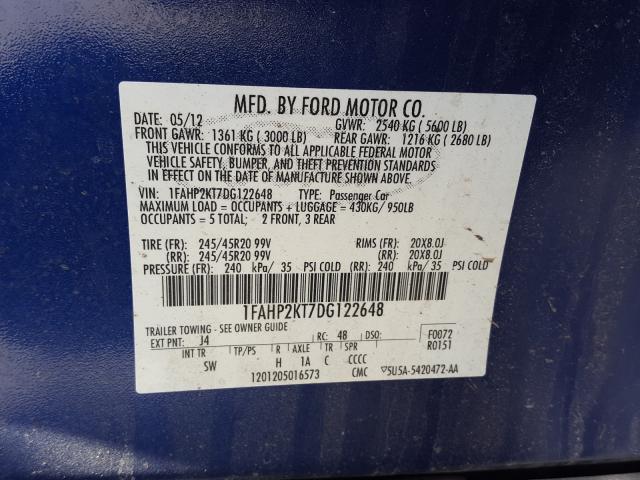 MFD. BY FORD MOTOR CO.
DATE: 05/12 GVWR: 2540 KG ( 5600 LB)
FRONT GAWR: 1361 KG ( 3000 LB) REAR GAWR: 1216 KG ( 2680 LB)
THIS VEHICLE CONFORMS TO ALL APPLICABLE FEDERAL MOTOR
VEHICLE SAFETY, BUMPER, AND THEFT PREVENTION STANDARDS
IN EFFECT ON THE DATE OF MANUFACTURE SHOWN ABOVE.
VIN: 1FAHP2KT7DG122648 TYPE: Passenger Car
MAXIMUM LOAD = OCCUPANTS + LUGGAGE = 430KG/ 950LB
OCCUPANTS = 5 TOTAL; 2 FRONT, 3 REAR
TIRE (FR): 245/45R20 99V RIMS (FR): 20X8.0J
(RR): 245/45R20 99V (RR): 20X8.0J
PRESSURE (FR): 240 kPa/ 35 PSI COLD (RR): 240 kPa/ 35 PSI COLD
1FAHP2KT7DG122648
TRAILER TOWING - SEE OWNER GUIDE
EXT PNT: J4 RC: 48 DSO: F0072
INT TR TP/PS R AXLE TR SPR R0151
SW H 1A C CCCC
1201205016573 CMC ▽5U5A-5420472-AA